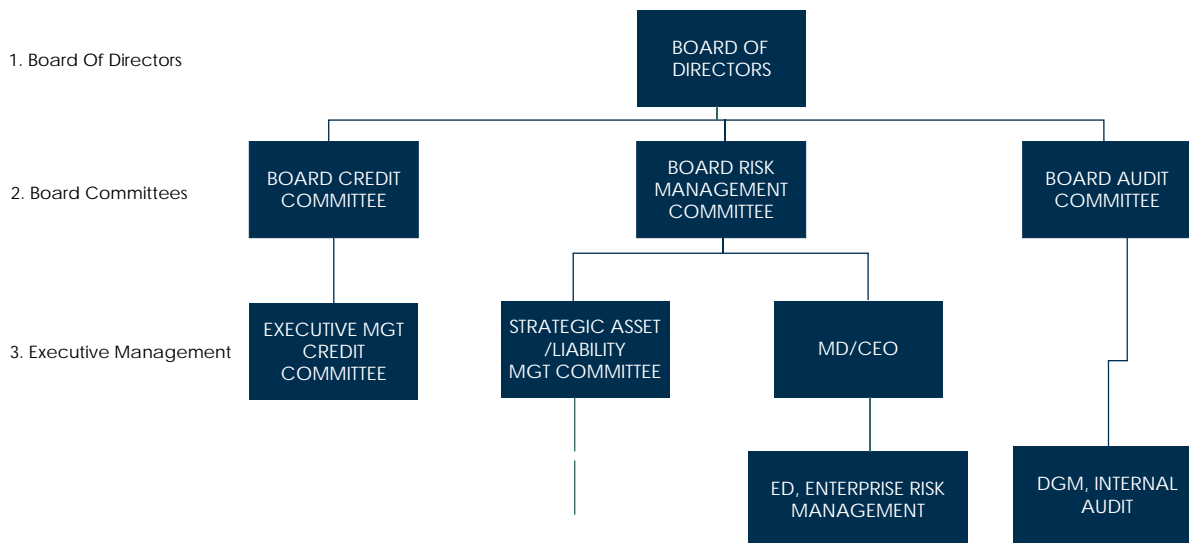 1. Board Of Directors
BOARD OF
DIRECTORS
2. Board Committees
BOARD CREDIT
COMMITTEE
BOARD RISK
MANAGEMENT
COMMITTEE
BOARD AUDIT
COMMITTEE
3. Executive Management
EXECUTIVE MGT
CREDIT
COMMITTEE
STRATEGIC ASSET
/LIABILITY
MGT COMMITTEE
MD/CEO
ED, ENTERPRISE RISK
MANAGEMENT
DGM, INTERNAL
AUDIT